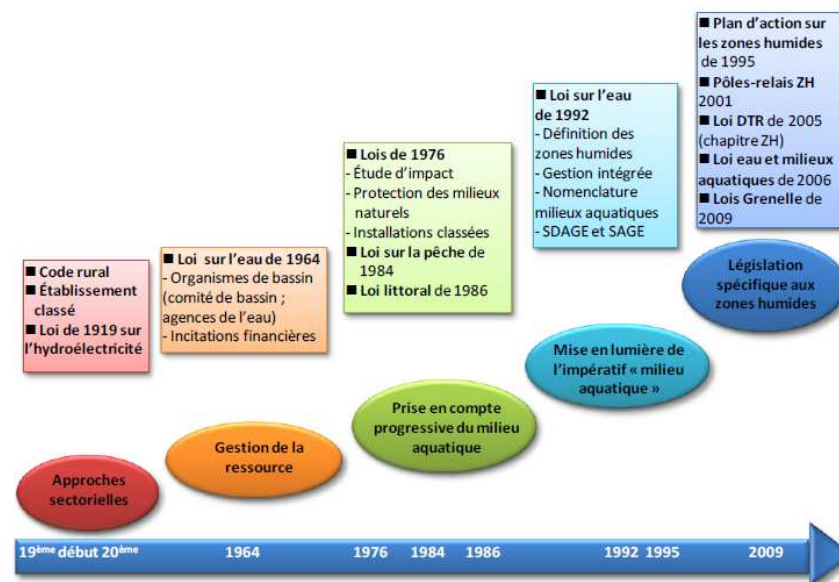 ■ Code rural
■ Établissement
classé
■ Loi de 1919 sur
l'hydroélectricité
■ Loi sur l'eau de 1964
- Organismes de bassin
(comité de bassin ;
agences de l'eau)
- Incitations financières
■ Lois de 1976
- Étude d'impact
- Protection des milieux
naturels
- Installations classées
■ Loi sur la pêche de
1984
■ Loi littoral de 1986
■ Loi sur l'eau
de 1992
- Définition des
zones humides
- Gestion intégrée
- Nomenclature
milieux aquatiques
- SDAGE et SAGE
■ Plan d'action sur
les zones humides
de 1995
■ Pôles-relais ZH
2001
■ Loi DTR de 2005
(chapitre ZH)
■ Loi eau et milieux
aquatiques de 2006
■ Lois Grenelle de
2009
Approches
sectorielles
Gestion de la
ressource
Prise en compte
progressive du milieu
aquatique
Mise en lumière de
l'impératif « milieu
aquatique »
Législation
spécifique aux
zones humides
19ème début 20ème 1964 1976 1984 1986 1992 1995 2009